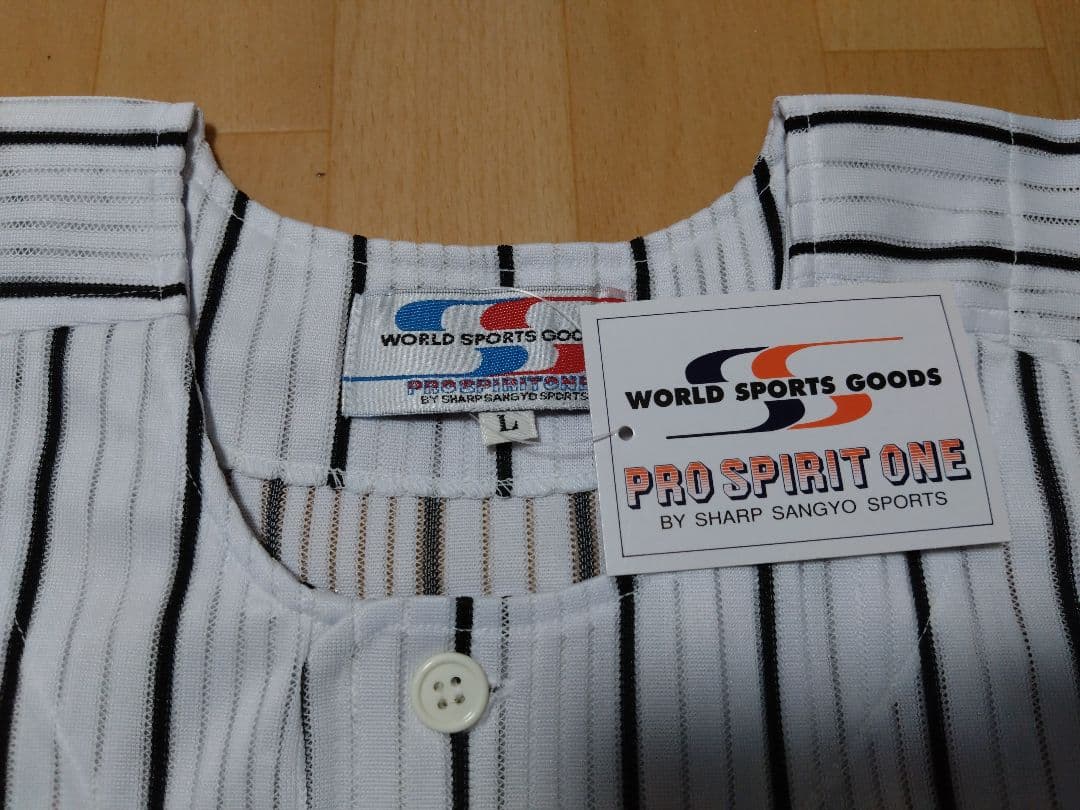 WORLD SPORTS GOO
PRO SPIRIT ONE
BY SHARP SANGYO SPORTS
L
WORLD SPORTS GOODS
PRO SPIRIT ONE
BY SHARP SANGYO SPORTS